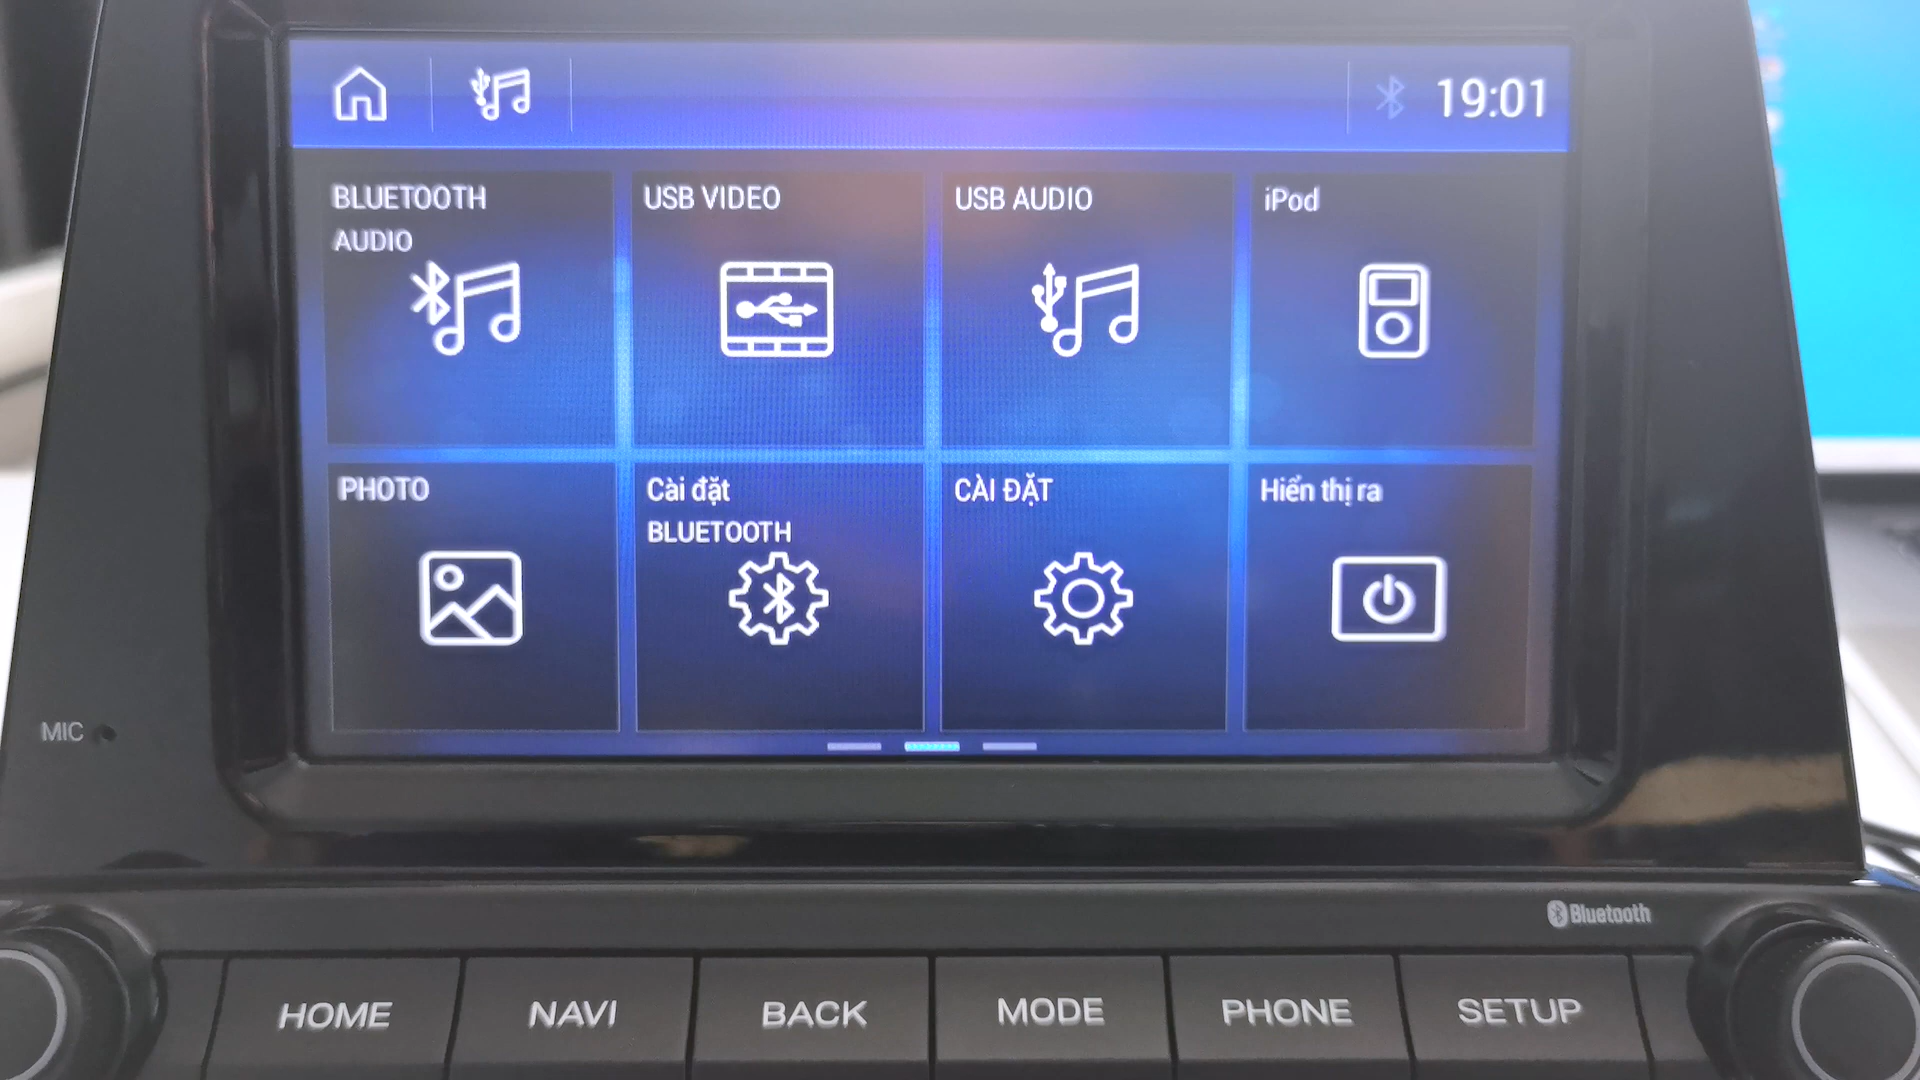 19:01
BLUETOOTH
AUDIO
USB VIDEO
USB AUDIO
iPod
PHOTO
Cài đặt
BLUETOOTH
CÀI ĐẶT
Hiển thị ra
MIC
Bluetooth
HOME
NAVI
BACK
MODE
PHONE
SETUP